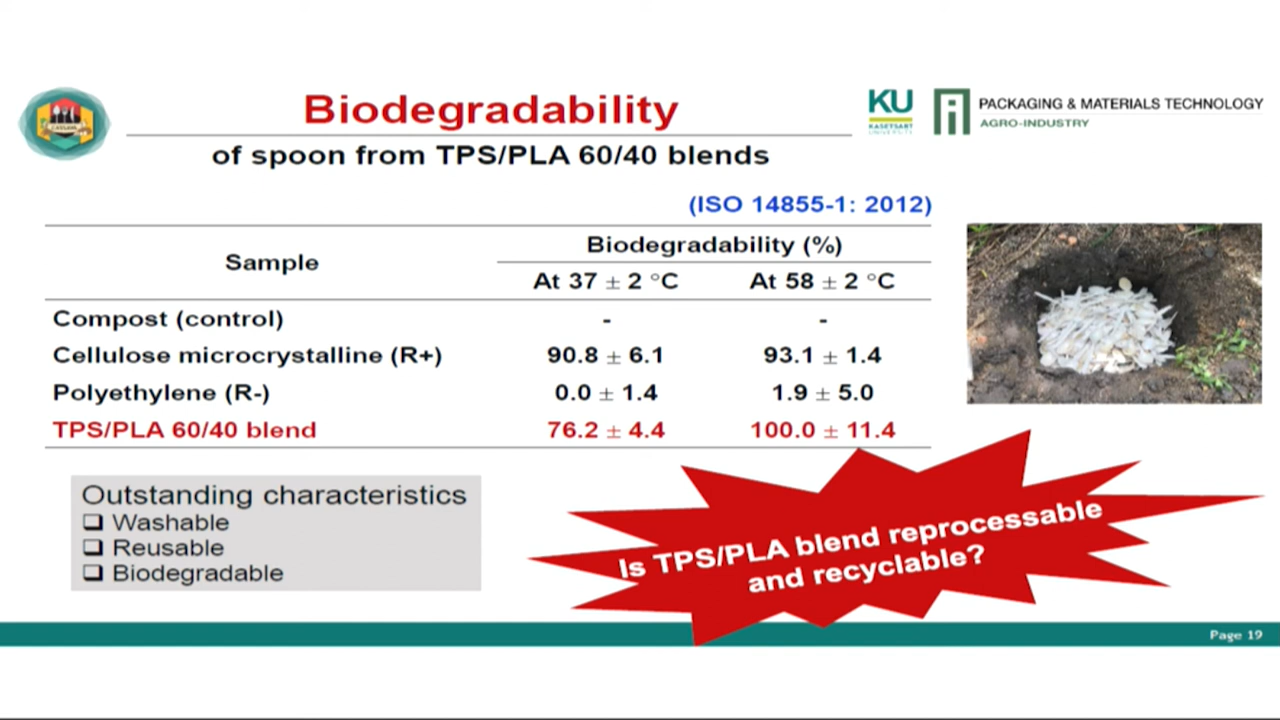 Biodegradability
of spoon from TPS/PLA 60/40 blends
KU
KASETSART
UNIVERSITY
PACKAGING & MATERIALS TECHNOLOGY
AGRO-INDUSTRY
(ISO 14855-1: 2012)
Sample Biodegradability (%)
At 37 ± 2 °C At 58 ± 2 °C
Compost (control) - -
Cellulose microcrystalline (R+) 90.8 ± 6.1 93.1 ± 1.4
Polyethylene (R-) 0.0 ± 1.4 1.9 ± 5.0
TPS/PLA 60/40 blend 76.2 ± 4.4 100.0 ± 11.4
Outstanding characteristics
❑ Washable
❑ Reusable
❑ Biodegradable
Is TPS/PLA blend reprocessable
and recyclable?
Page 19